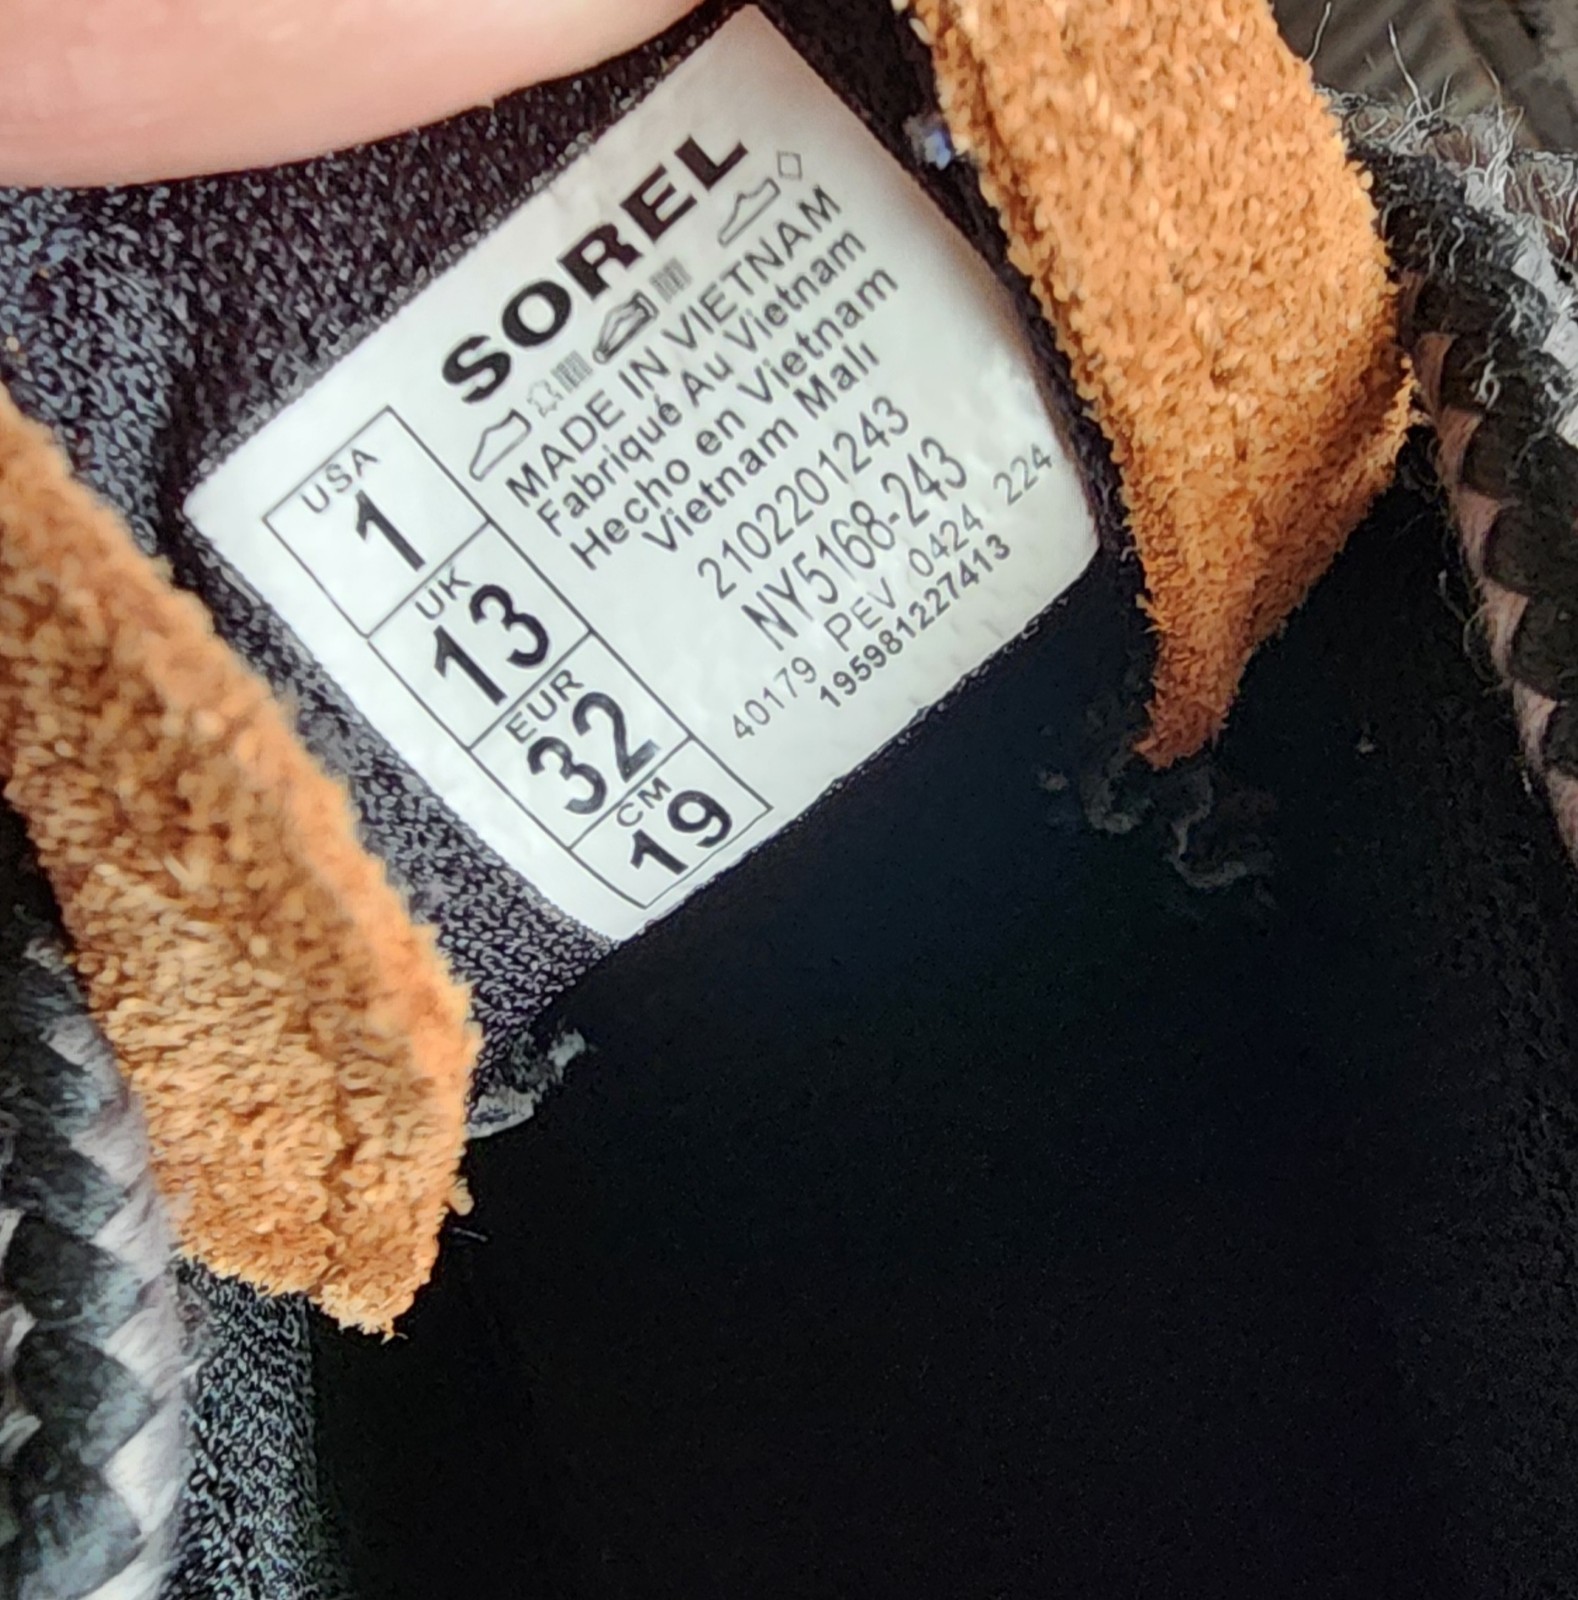 SOREL
MADE IN VIETNAM
Fabriqué Au Vietnam
Hecho en Vietnam
Vietnam Malı
2102201243
NY5168-243
40179 PEV 0424 224
195981227413
USA
1
UK
13
EUR
32
CM
19